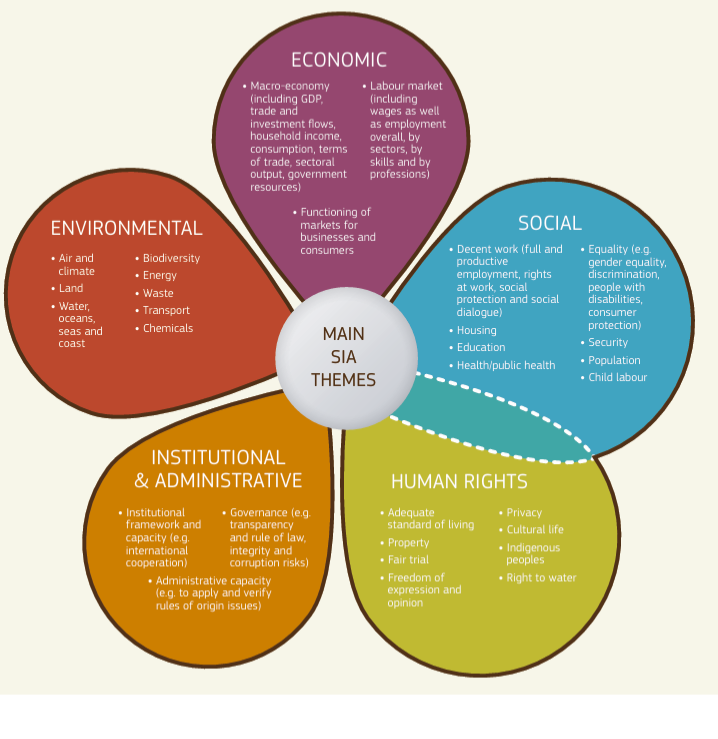 ECONOMIC
• Macro-economy
(including GDP,
trade and
investment flows,
household income,
consumption, terms
of trade, sectoral
output, government
resources)
• Labour market
(including
wages as well
as employment
overall, by
sectors, by
skills and by
professions)
• Functioning of
markets for
businesses and
consumers
ENVIRONMENTAL
• Air and
climate
• Land
• Water,
oceans,
seas and
coast
• Biodiversity
• Energy
• Waste
• Transport
• Chemicals
SOCIAL
• Decent work (full and
productive
employment, rights
at work, social
protection and social
dialogue)
• Housing
• Education
• Health/public health
• Equality (e.g.
gender equality,
discrimination,
people with
disabilities,
consumer
protection)
• Security
• Population
• Child labour
MAIN
SIA
THEMES
INSTITUTIONAL
& ADMINISTRATIVE
• Institutional
framework and
capacity (e.g.
international
cooperation)
• Governance (e.g.
transparency
and rule of law,
integrity and
corruption risks)
• Administrative capacity
(e.g. to apply and verify
rules of origin issues)
HUMAN RIGHTS
• Adequate
standard of living
• Property
• Fair trial
• Freedom of
expression and
opinion
• Privacy
• Cultural life
• Indigenous
peoples
• Right to water